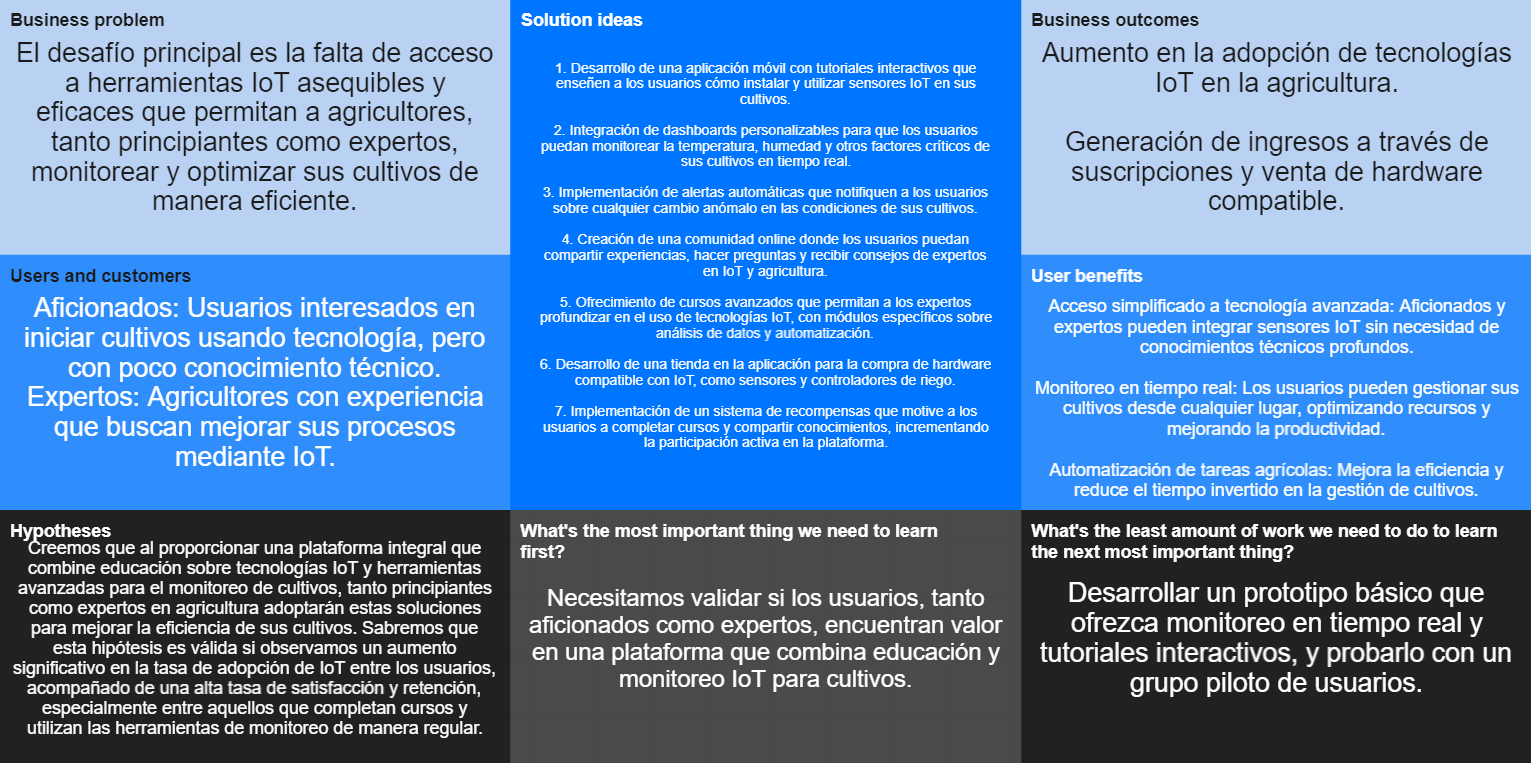 Business problem
El desafío principal es la falta de acceso
a herramientas IoT asequibles y
eficaces que permitan a agricultores,
tanto principiantes como expertos,
monitorear y optimizar sus cultivos de
manera eficiente.
Solution ideas
1. Desarrollo de una aplicación móvil con tutoriales interactivos que
enseñen a los usuarios cómo instalar y utilizar sensores IoT en sus
cultivos.
2. Integración de dashboards personalizables para que los usuarios
puedan monitorear la temperatura, humedad y otros factores críticos de
sus cultivos en tiempo real.
3. Implementación de alertas automáticas que notifiquen a los usuarios
sobre cualquier cambio anómalo en las condiciones de sus cultivos.
4. Creación de una comunidad online donde los usuarios puedan
compartir experiencias, hacer preguntas y recibir consejos de expertos
en IoT y agricultura.
5. Ofrecimiento de cursos avanzados que permitan a los expertos
profundizar en el uso de tecnologías IoT, con módulos específicos sobre
análisis de datos y automatización.
6. Desarrollo de una tienda en la aplicación para la compra de hardware
compatible con IoT, como sensores y controladores de riego.
7. Implementación de un sistema de recompensas que motive a los
usuarios a completar cursos y compartir conocimientos, incrementando
la participación activa en la plataforma.
Business outcomes
Aumento en la adopción de tecnologías
IoT en la agricultura.
Generación de ingresos a través de
suscripciones y venta de hardware
compatible.
Users and customers
Aficionados: Usuarios interesados en
iniciar cultivos usando tecnología, pero
con poco conocimiento técnico.
Expertos: Agricultores con experiencia
que buscan mejorar sus procesos
mediante IoT.
User benefits
Acceso simplificado a tecnología avanzada: Aficionados y
expertos pueden integrar sensores IoT sin necesidad de
conocimientos técnicos profundos.
Monitoreo en tiempo real: Los usuarios pueden gestionar sus
cultivos desde cualquier lugar, optimizando recursos y
mejorando la productividad.
Automatización de tareas agrícolas: Mejora la eficiencia y
reduce el tiempo invertido en la gestión de cultivos.
Hypotheses
Creemos que al proporcionar una plataforma integral que
combine educación sobre tecnologías IoT y herramientas
avanzadas para el monitoreo de cultivos, tanto principiantes
como expertos en agricultura adoptarán estas soluciones
para mejorar la eficiencia de sus cultivos. Sabremos que
esta hipótesis es válida si observamos un aumento
significativo en la tasa de adopción de IoT entre los usuarios,
acompañado de una alta tasa de satisfacción y retención,
especialmente entre aquellos que completan cursos y
utilizan las herramientas de monitoreo de manera regular.
What's the most important thing we need to learn
first?
Necesitamos validar si los usuarios, tanto
aficionados como expertos, encuentran valor
en una plataforma que combina educación y
monitoreo IoT para cultivos.
What's the least amount of work we need to do to learn
the next most important thing?
Desarrollar un prototipo básico que
ofrezca monitoreo en tiempo real y
tutoriales interactivos, y probarlo con un
grupo piloto de usuarios.